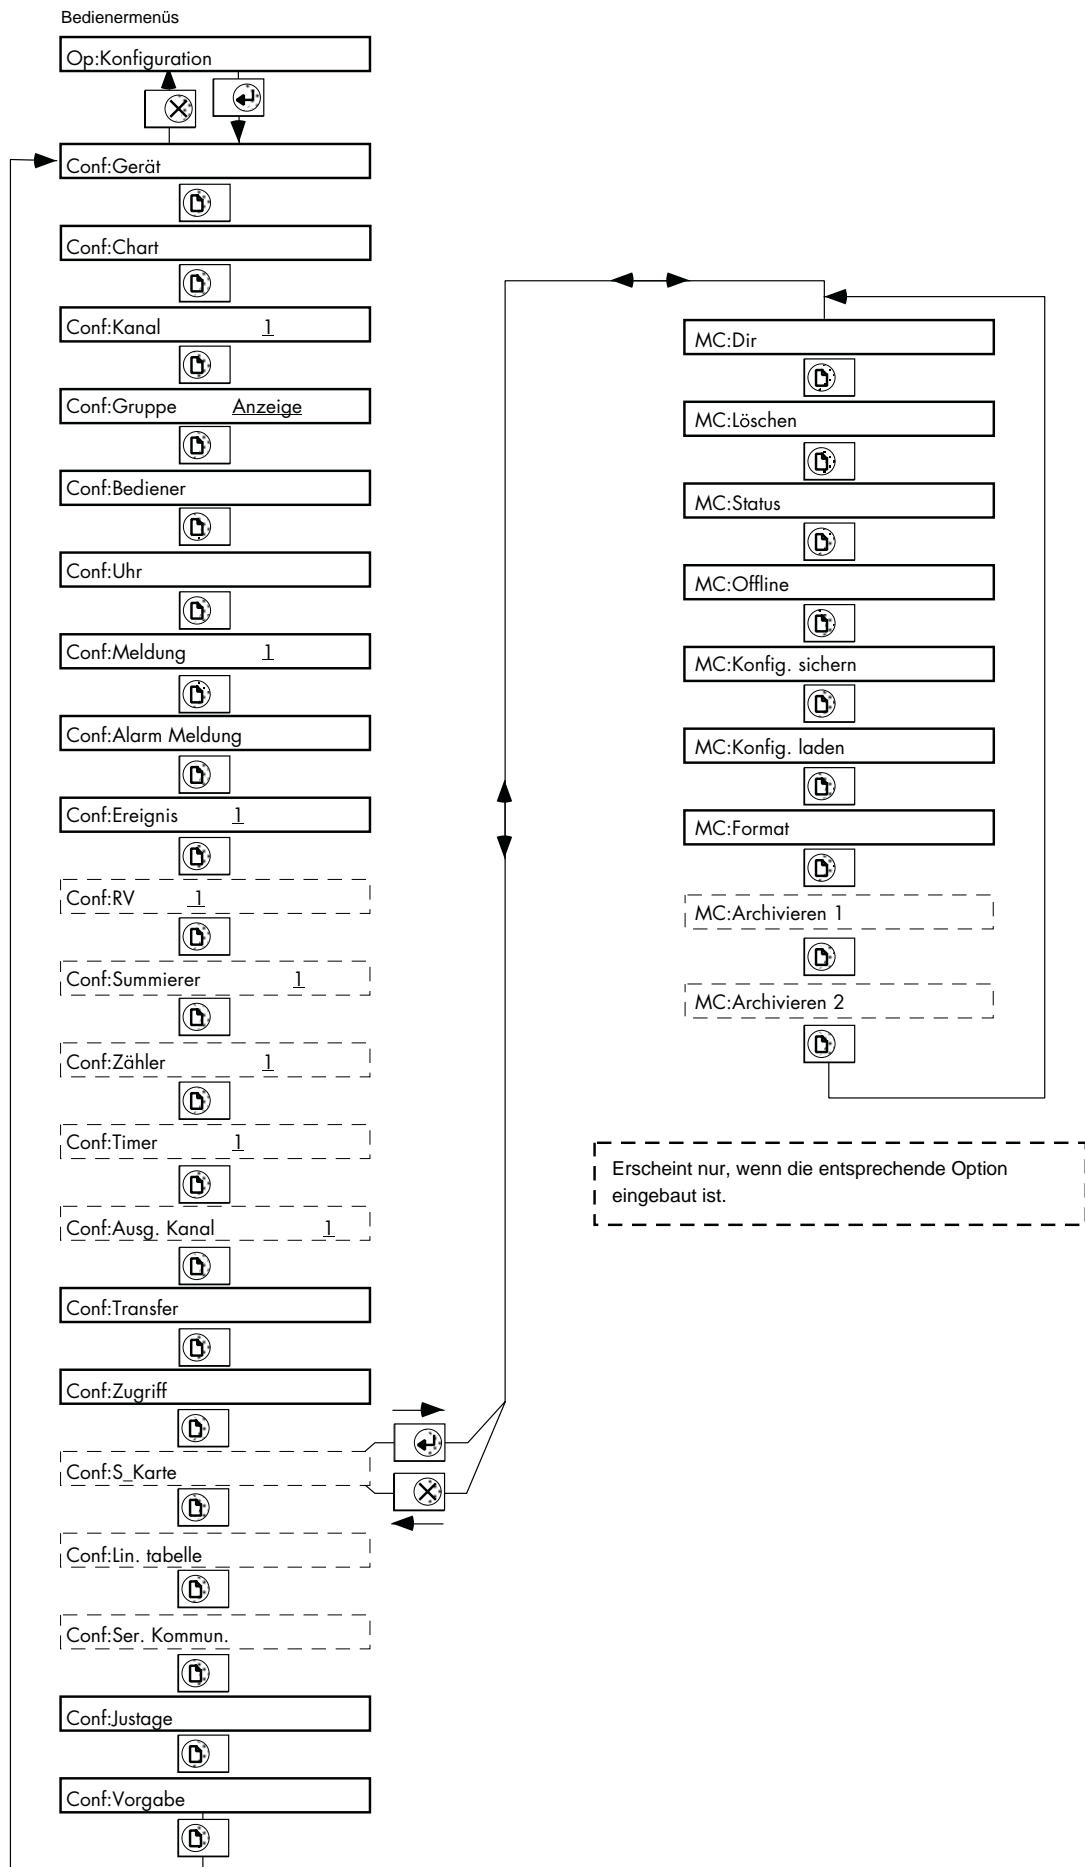 Bedienermenüs
Op:Konfiguration
Conf:Gerät
Conf:Chart
Conf:Kanal 1
Conf:Gruppe Anzeige
Conf:Bediener
Conf:Uhr
Conf:Meldung 1
Conf:Alarm Meldung
Conf:Ereignis 1
Conf:RV 1
Conf:Summierer 1
Conf:Zähler 1
Conf:Timer 1
Conf:Ausg. Kanal 1
Conf:Transfer
Conf:Zugriff
Conf:S_Karte
Conf:Lin. tabelle
Conf:Ser. Kommun.
Conf:Justage
Conf:Vorgabe
MC:Dir
MC:Löschen
MC:Status
MC:Offline
MC:Konfig. sichern
MC:Konfig. laden
MC:Format
MC:Archivieren 1
MC:Archivieren 2
Erscheint nur, wenn die entsprechende Option
eingebaut ist.